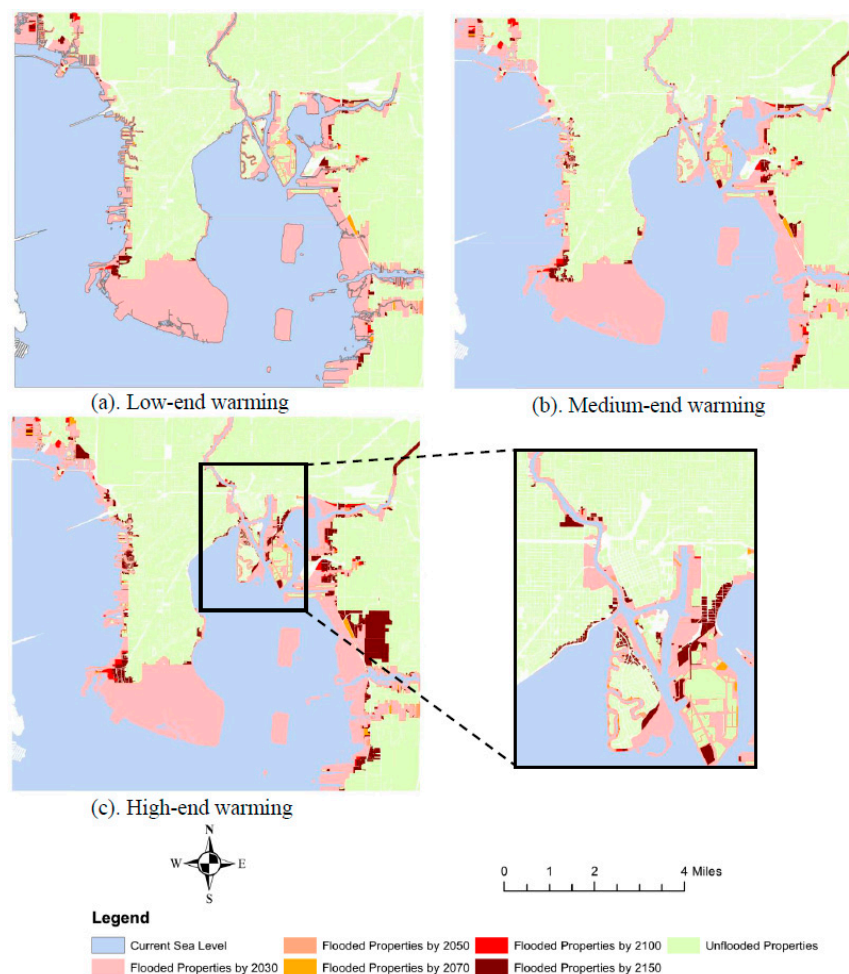 (a). Low-end warming
(b). Medium-end warming
(c). High-end warming
N
W E
S
0 1 2 4 Miles
Legend
Current Sea Level
Flooded Properties by 2050
Flooded Properties by 2100
Unflooded Properties
Flooded Properties by 2030
Flooded Properties by 2070
Flooded Properties by 2150